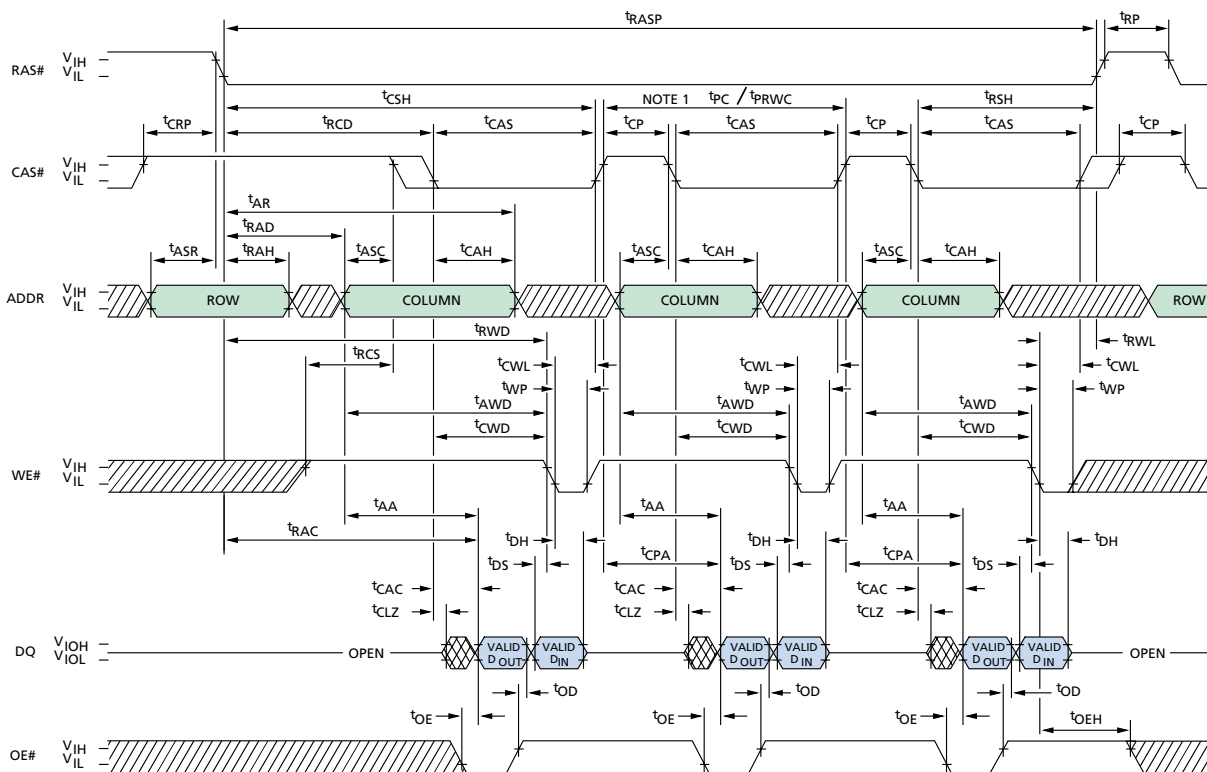 tRASP tRP
RAS# VIH
VIL
tCSH NOTE 1 tPC / tPRWC tRSH
tCRP tRCD tCAS tCP tCAS tCP tCAS tCP
CAS# VIH
VIL
tAR
tRAD
tASR tRAH tASC tCAH tASC tCAH tASC tCAH
ADDR VIH
VIL
ROW COLUMN COLUMN COLUMN ROW
tRWD tRWL
tRCS tCWL tCWL tCWL
tWP tWP tWP
tAWD tAWD tAWD
tCWD tCWD tCWD
WE# VIH
VIL
tAA tAA tAA
tRAC tDH tDH tDH
tDS tCPA tDS tCPA tDS
tCAC tCAC tCAC
tCLZ tCLZ tCLZ
DQ VIOH
VIOL
OPEN VALID DOUT VALID DIN VALID DOUT VALID DIN VALID DOUT VALID DIN OPEN
tOD tOD tOD
tOE tOE tOE tOEH
OE# VIH
VIL